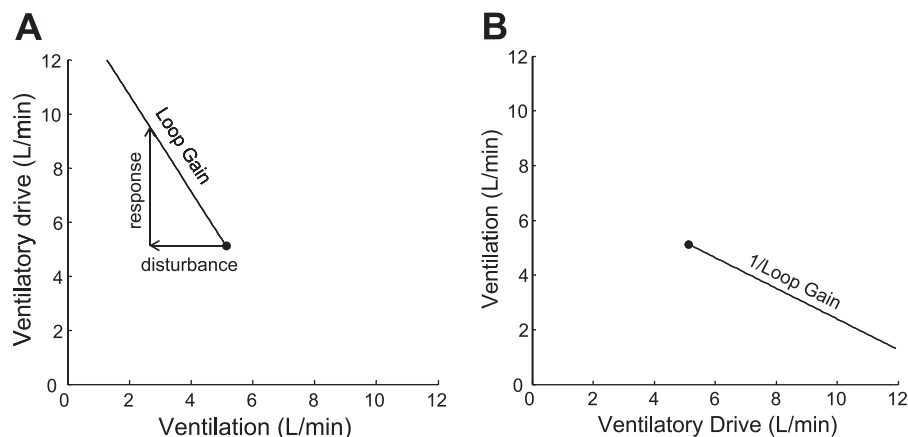 A
Ventilatory drive (L/min)
12
10
8
6
4
2
0
Loop Gain
response
disturbance
0 2 4 6 8 10 12
Ventilation (L/min)
B
Ventilation (L/min)
12
10
8
6
4
2
0
1/Loop Gain
0 2 4 6 8 10 12
Ventilatory Drive (L/min)